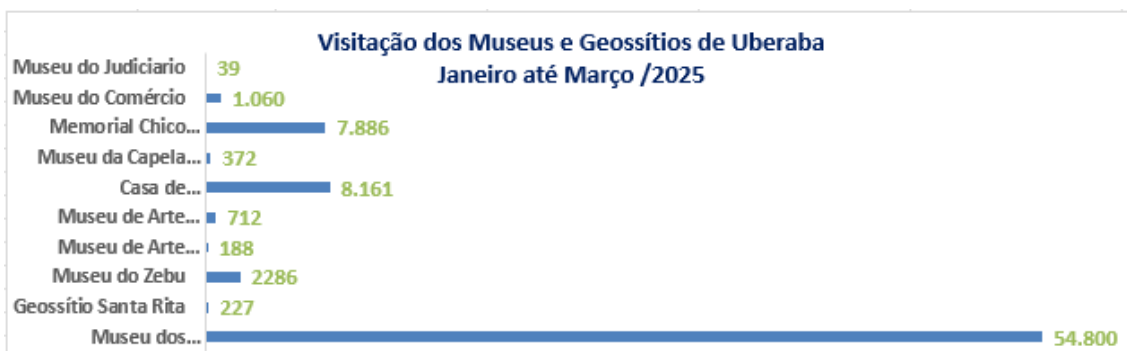 Visitação dos Museus e Geossítios de Uberaba
Janeiro até Março /2025
Museu do Judiciario 39
Museu do Comércio 1.060
Memorial Chico... 7.886
Museu da Capela... 372
Casa de... 8.161
Museu de Arte... 712
Museu de Arte... 188
Museu do Zebu 2286
Geossítio Santa Rita 227
Museu dos... 54.800